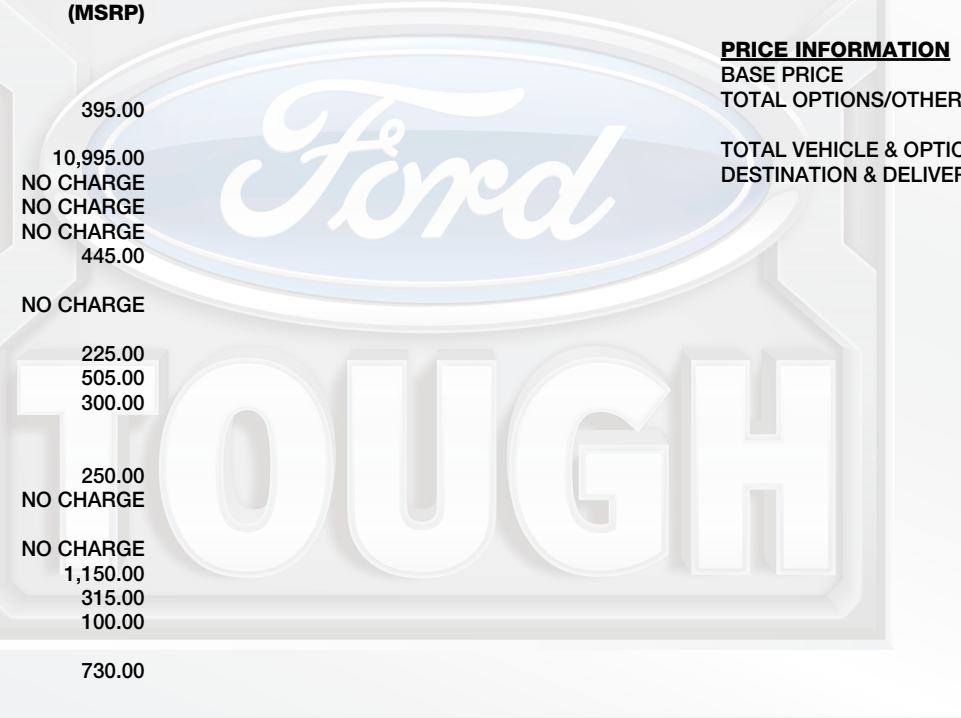 (MSRP)
395.00
10,995.00
NO CHARGE
NO CHARGE
NO CHARGE
445.00
NO CHARGE
225.00
505.00
300.00
250.00
NO CHARGE
NO CHARGE
1,150.00
315.00
100.00
730.00
PRICE INFORMATION
BASE PRICE
TOTAL OPTIONS/OTHER
TOTAL VEHICLE & OPTIO
DESTINATION & DELIVER
Ford
TOUGH